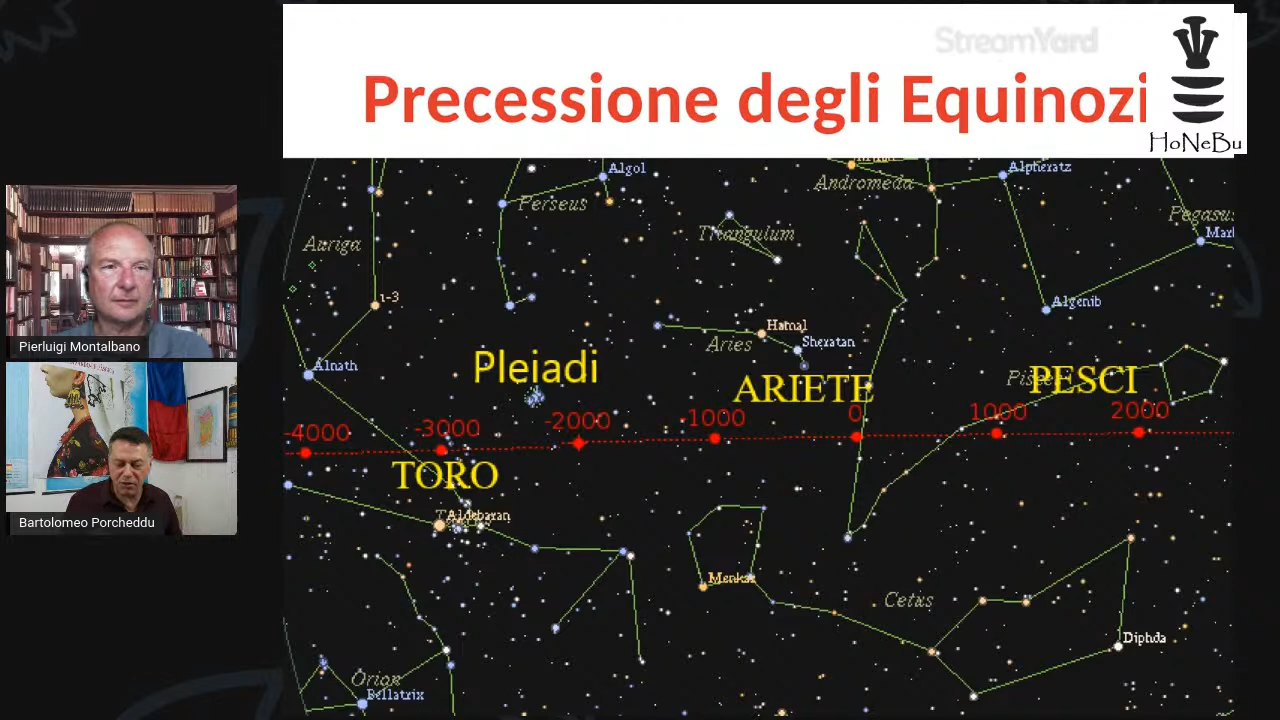 StreamYard
Precessione degli Equinozi
HoNeBu
Algol
Alpheratz
Perseus
Andromeda
Pegasus
Auriga
Triangulum
ι-3
Algenib
Hamal
Aries
Sheratan
Alnath
Pleiadi
ARIETE
PESCI
-4000
-3000
-2000
-1000
0
1000
2000
TORO
Aldebaran
Menkar
Cetus
Diphda
Orion
Bellatrix
Pierluigi Montalbano
Bartolomeo Porcheddu